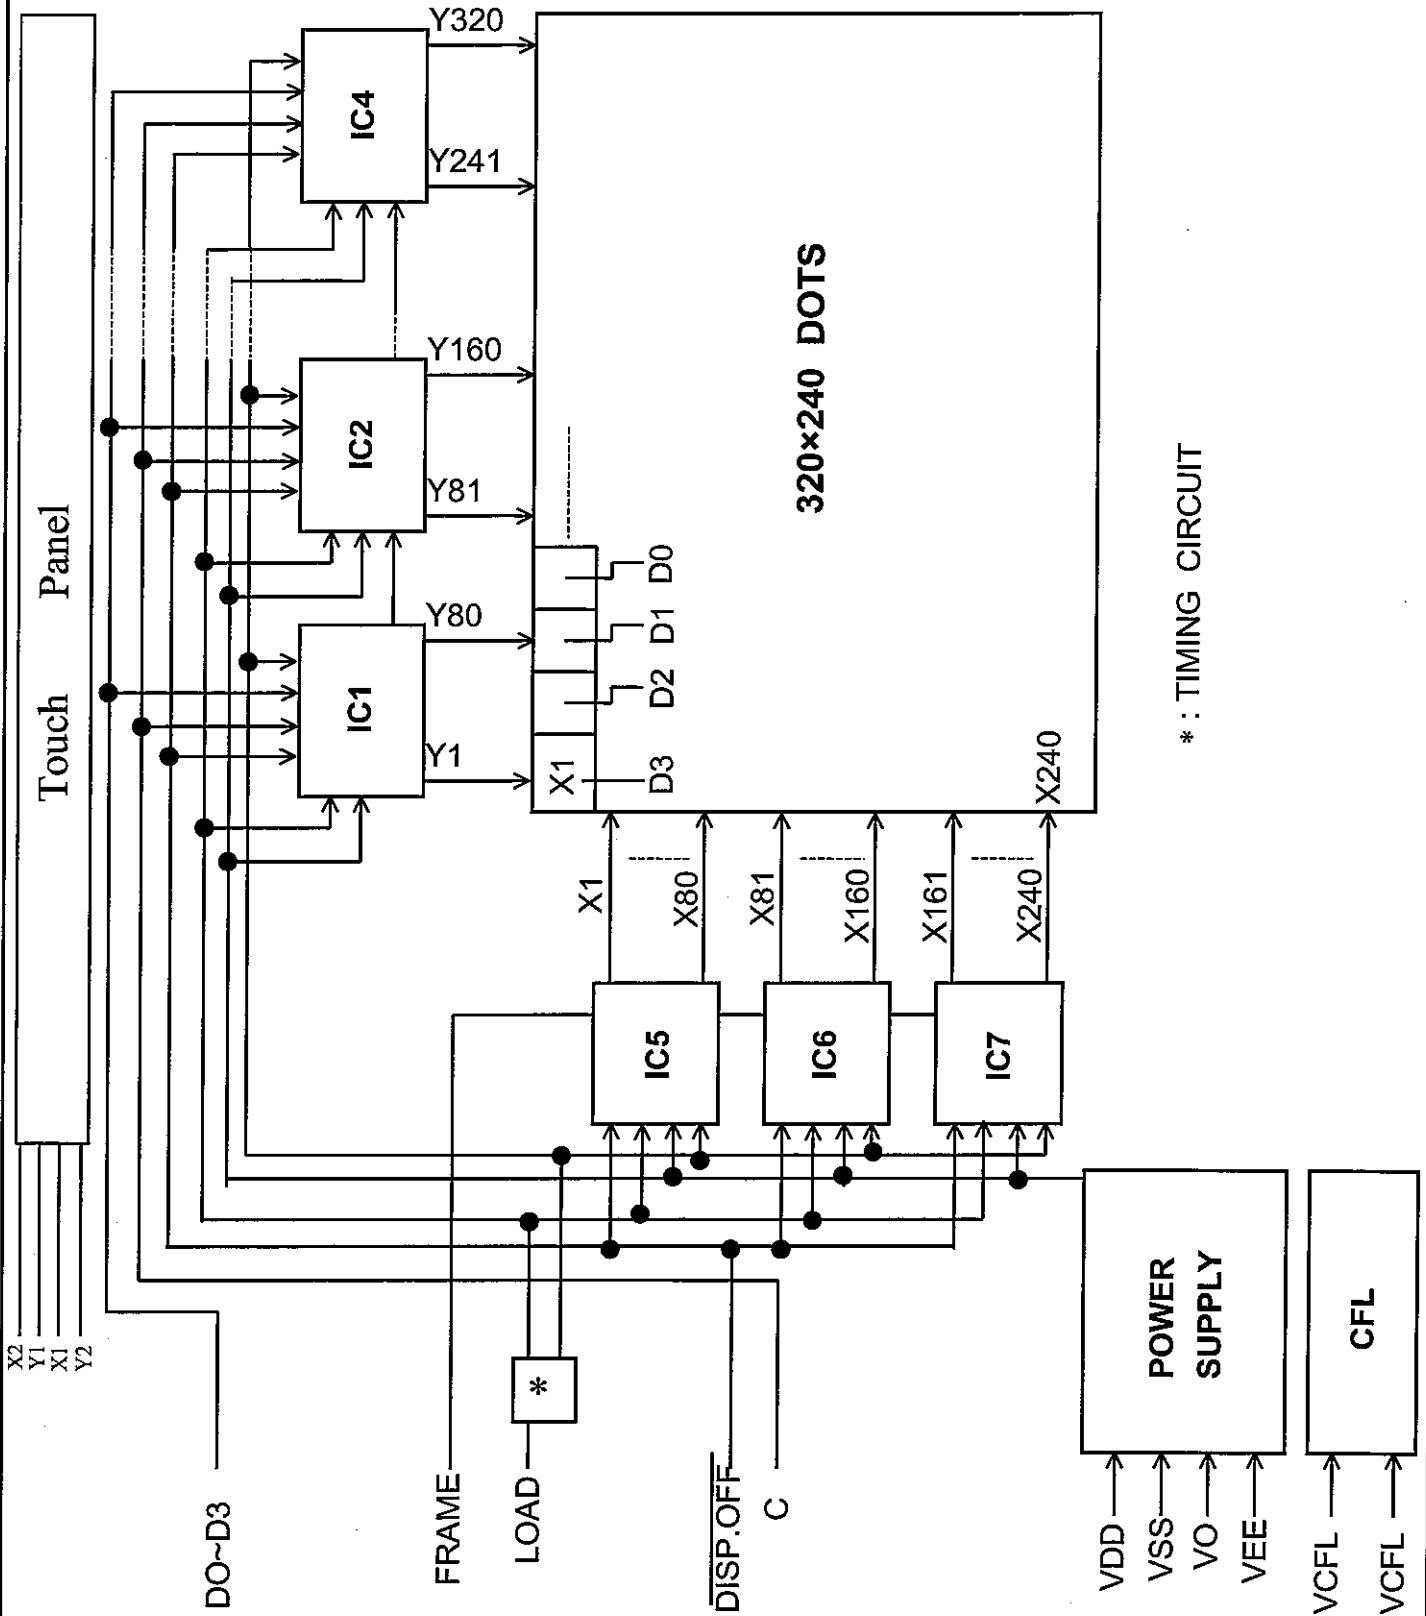 Touch Panel
X2
Y1
X1
Y2
DO~D3
FRAME
LOAD
*
DISP.OFF
C
IC1
IC2
IC4
Y1
Y80
Y81
Y160
Y241
Y320
X1
D3
D2
D1
D0
320×240 DOTS
X240
X1
X80
X81
X160
X161
X240
IC5
IC6
IC7
VDD
VSS
VO
VEE
POWER
SUPPLY
VCFL
VCFL
CFL
* : TIMING CIRCUIT